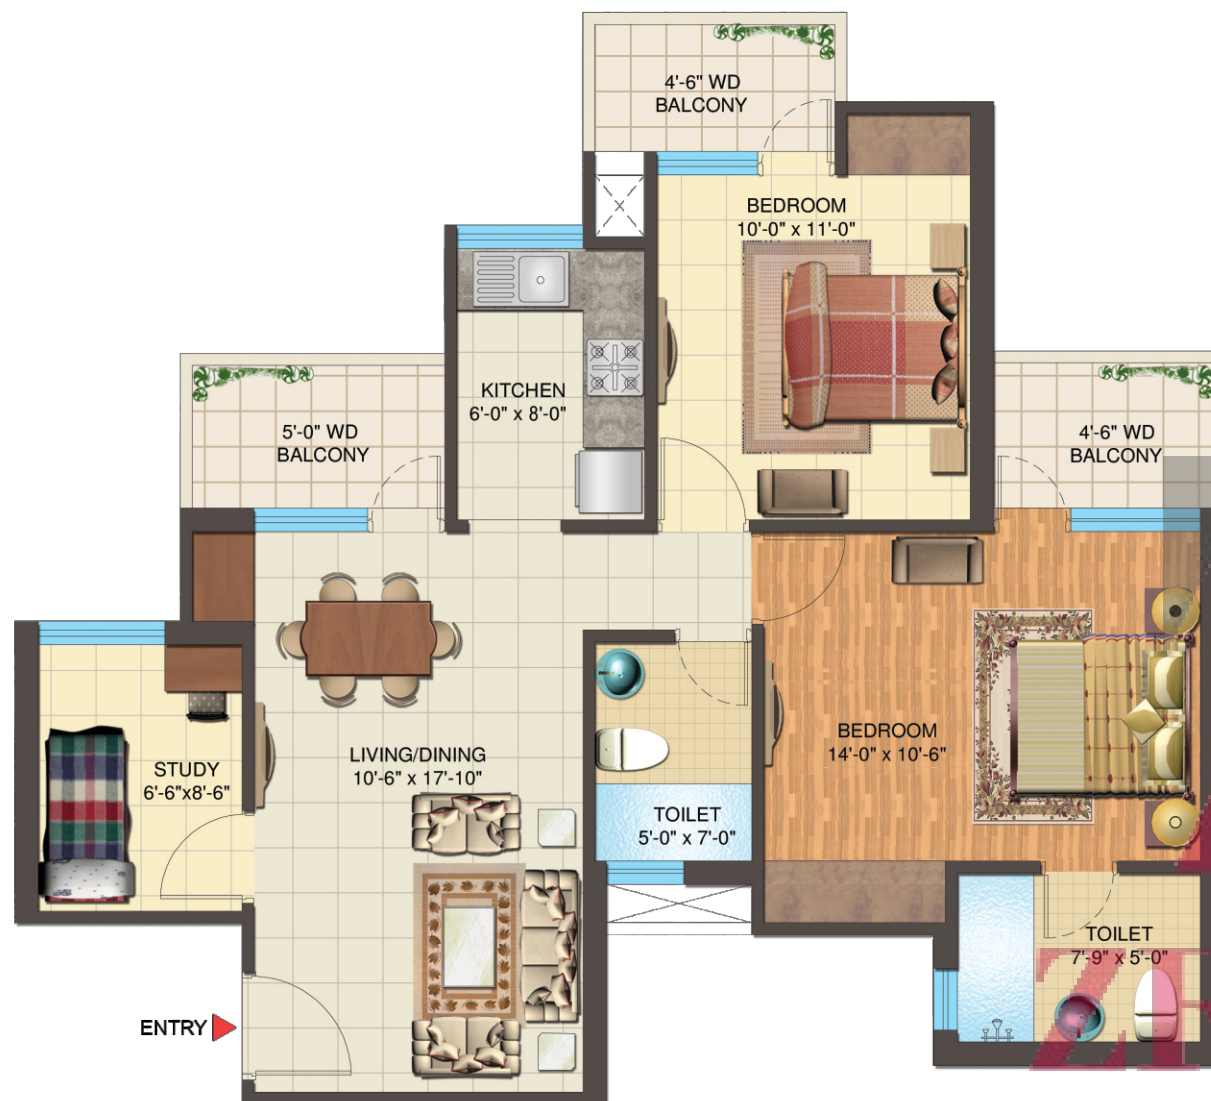 4'-6" WD
BALCONY
BEDROOM
10'-0" x 11'-0"
KITCHEN
6'-0" x 8'-0"
5'-0" WD
BALCONY
4'-6" WD
BALCONY
STUDY
6'-6"x8'-6"
LIVING/DINING
10'-6" x 17'-10"
BEDROOM
14'-0" x 10'-6"
TOILET
5'-0" x 7'-0"
TOILET
7'-9" x 5'-0"
ENTRY